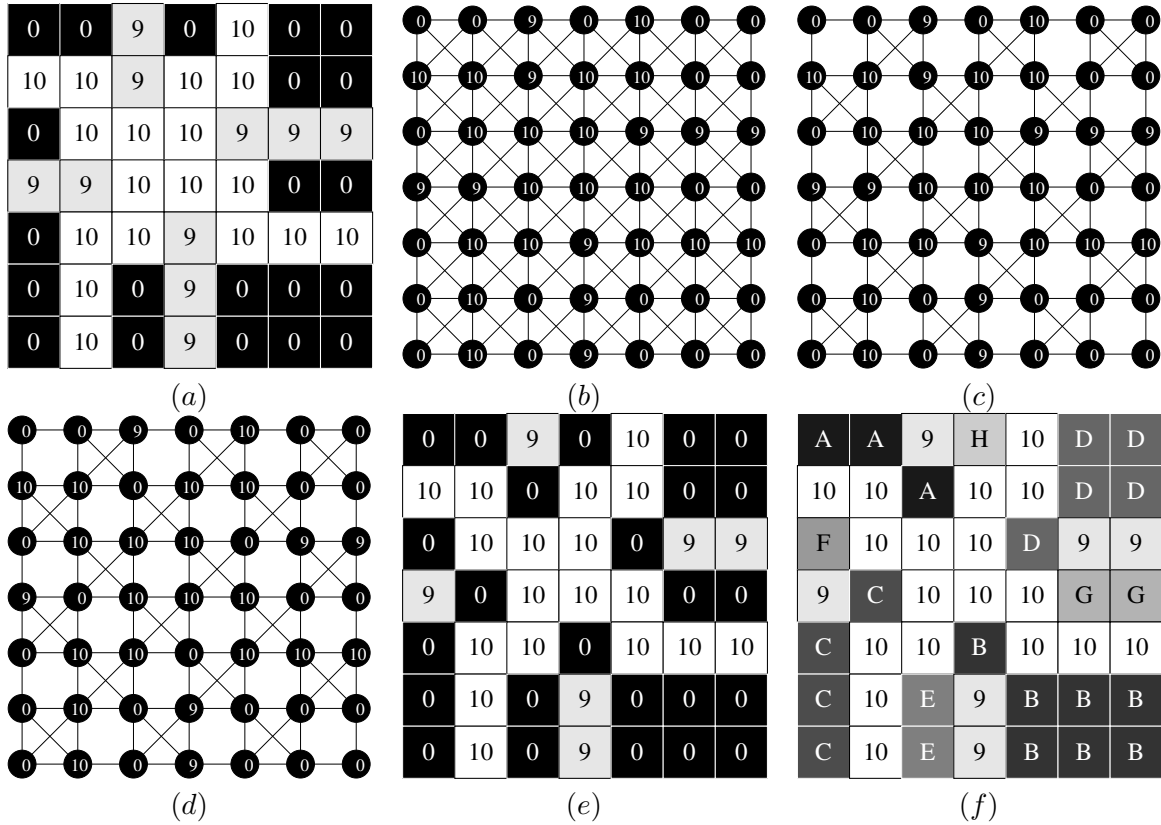 0 0 9 0 10 0 0
10 10 9 10 10 0 0
0 10 10 10 9 9 9
9 9 10 10 10 0 0
0 10 10 9 10 10 10
0 10 0 9 0 0 0
0 10 0 9 0 0 0
(a)
0 0 9 0 10 0 0
10 10 9 10 10 0 0
0 10 10 10 9 9 9
9 9 10 10 10 0 0
0 10 10 9 10 10 10
0 10 0 9 0 0 0
0 10 0 9 0 0 0
(b)
0 0 9 0 10 0 0
10 10 9 10 10 0 0
0 10 10 10 9 9 9
9 9 10 10 10 0 0
0 10 10 9 10 10 10
0 10 0 9 0 0 0
0 10 0 9 0 0 0
(c)
0 0 9 0 10 0 0
10 10 0 10 10 0 0
0 10 10 10 0 9 9
9 0 10 10 10 0 0
0 10 10 0 10 10 10
0 10 0 9 0 0 0
0 10 0 9 0 0 0
(d)
0 0 9 0 10 0 0
10 10 0 10 10 0 0
0 10 10 10 0 9 9
9 0 10 10 10 0 0
0 10 10 0 10 10 10
0 10 0 9 0 0 0
0 10 0 9 0 0 0
(e)
A A 9 H 10 D D
10 10 A 10 10 D D
F 10 10 10 D 9 9
9 C 10 10 10 G G
C 10 10 B 10 10 10
C 10 E 9 B B B
C 10 E 9 B B B
(f)